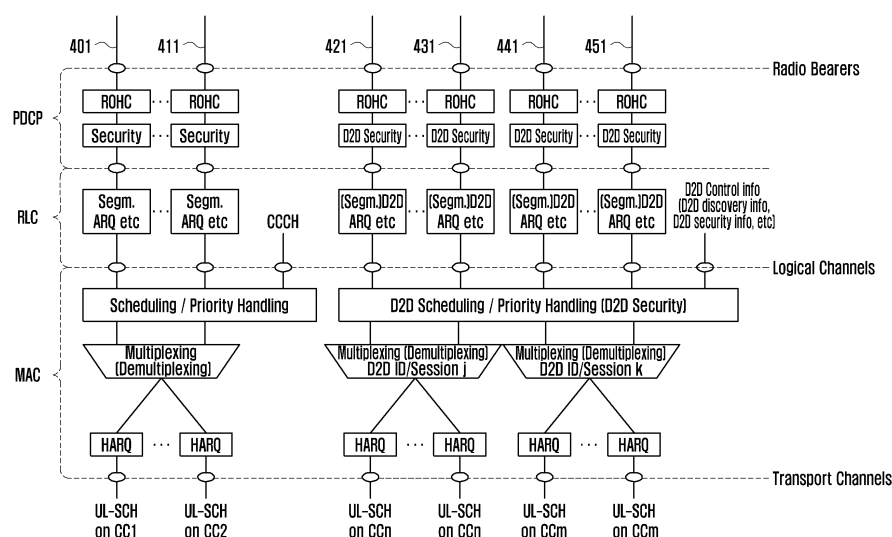 401
411
421
431
441
451
Radio Bearers
PDCP
ROHC ··· ROHC
ROHC ··· ROHC ··· ROHC ··· ROHC
Security ··· Security
D2D Security ··· D2D Security ··· D2D Security ··· D2D Security
RLC
Segm.
ARQ etc
···
Segm.
ARQ etc
CCCH
(Segm.)D2D
ARQ etc
···
(Segm.)D2D
ARQ etc
···
(Segm.)D2D
ARQ etc
···
(Segm.)D2D
ARQ etc
D2D Control info
(D2D discovery info,
D2D security info, etc)
Logical Channels
MAC
Scheduling / Priority Handling
D2D Scheduling / Priority Handling (D2D Security)
Multiplexing
(Demultiplexing)
Multiplexing (Demultiplexing)
D2D ID/Session j
Multiplexing (Demultiplexing)
D2D ID/Session k
HARQ ··· HARQ
HARQ ··· HARQ
HARQ ··· HARQ
Transport Channels
UL-SCH
on CC1
UL-SCH
on CC2
UL-SCH
on CCn
UL-SCH
on CCn
UL-SCH
on CCm
UL-SCH
on CCm